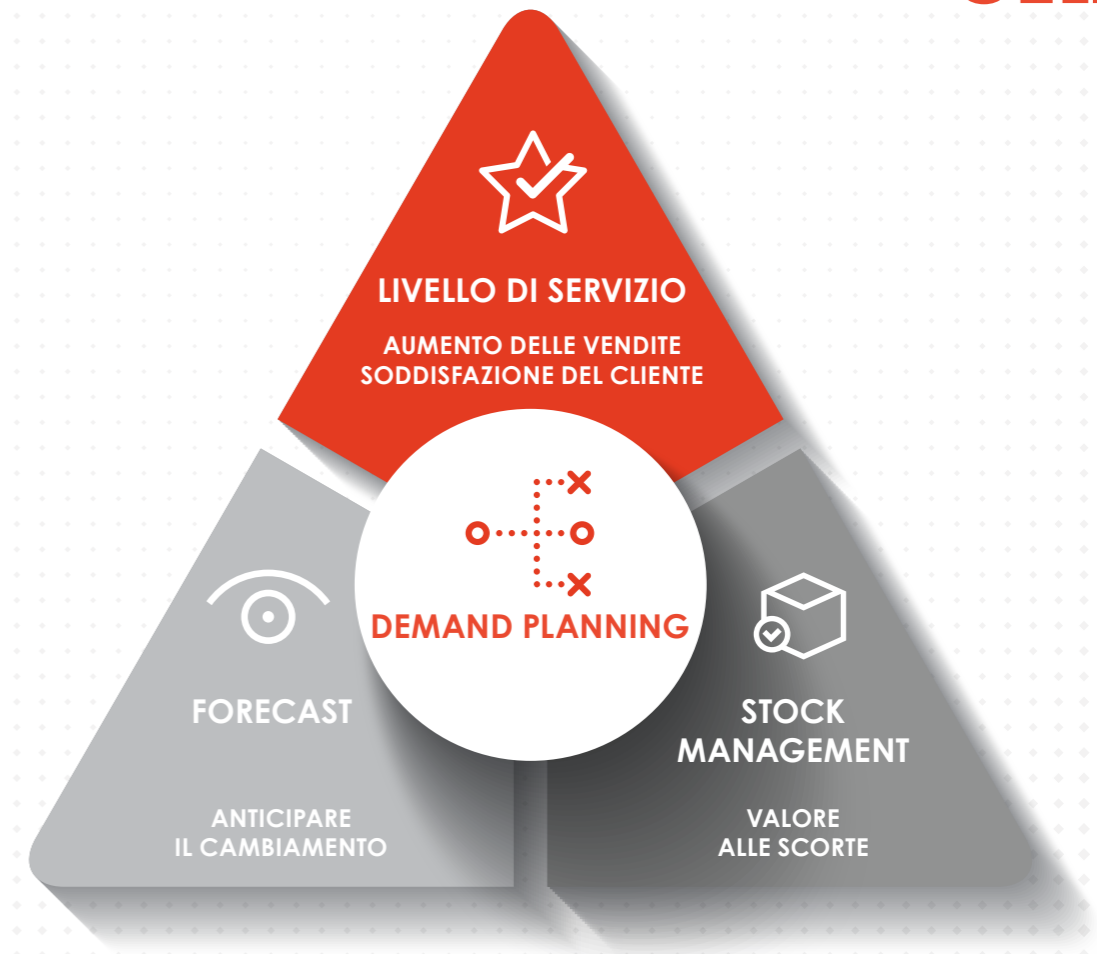 LIVELLO DI SERVIZIO
AUMENTO DELLE VENDITE
SODDISFAZIONE DEL CLIENTE
DEMAND PLANNING
FORECAST
ANTICIPARE
IL CAMBIAMENTO
STOCK
MANAGEMENT
VALORE
ALLE SCORTE